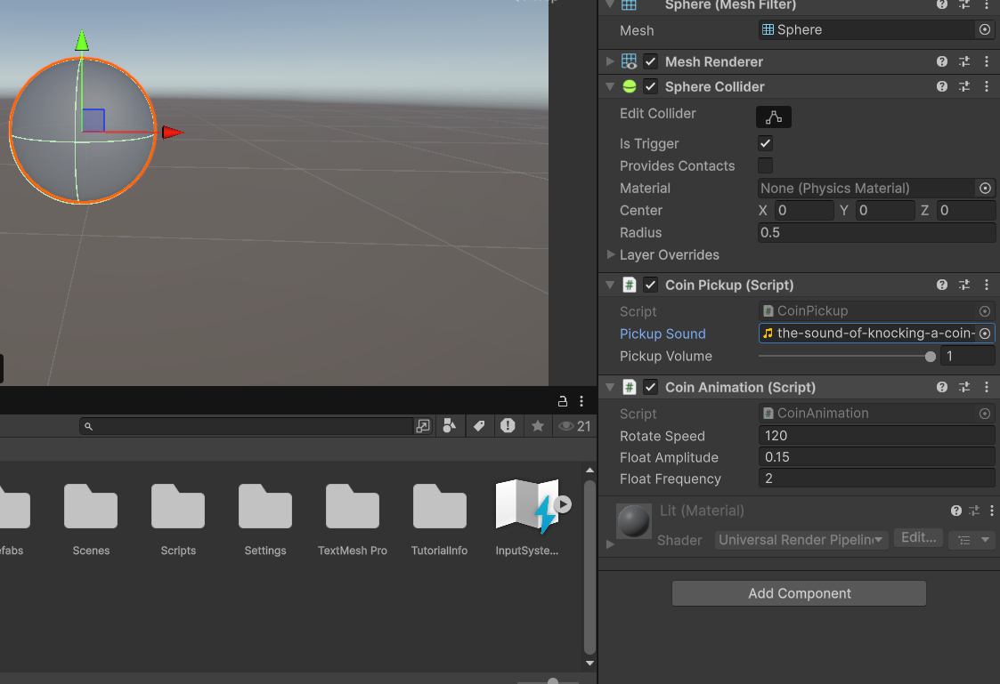 Sphere (Mesh Filter)
Mesh
Sphere
Mesh Renderer
Sphere Collider
Edit Collider
Is Trigger
Provides Contacts
Material
None (Physics Material)
Center
X 0 Y 0 Z 0
Radius
0.5
Layer Overrides
# Coin Pickup (Script)
Script
# CoinPickup
Pickup Sound
the-sound-of-knocking-a-coin-
Pickup Volume
1
# Coin Animation (Script)
Script
# CoinAnimation
Rotate Speed
120
Float Amplitude
0.15
Float Frequency
2
Lit (Material)
Shader
Universal Render Pipelin
Edit...
Add Component
21
efabs
Scenes
Scripts
Settings
TextMesh Pro
TutorialInfo
InputSyste...